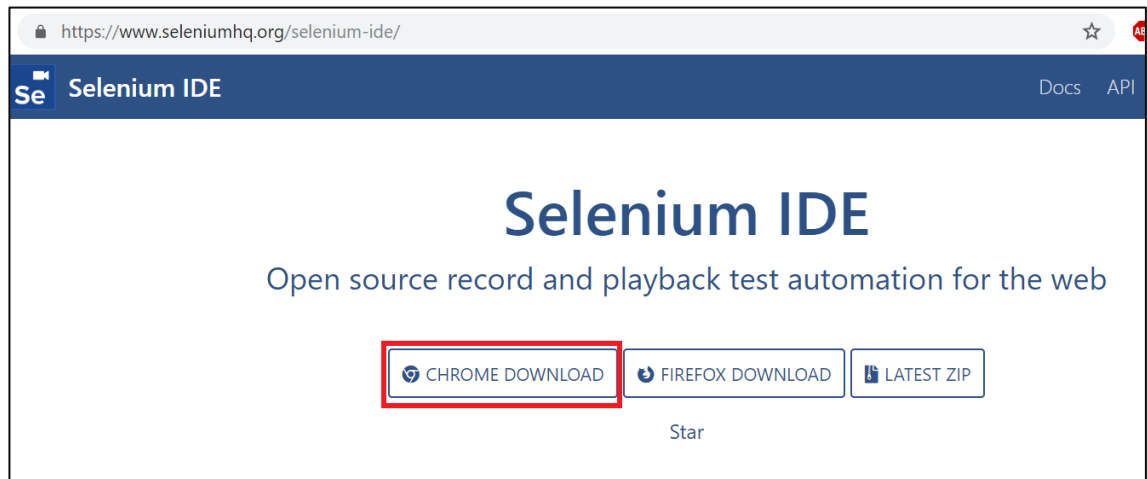 https://www.seleniumhq.org/selenium-ide/
Se Selenium IDE Docs API
Selenium IDE
Open source record and playback test automation for the web
CHROME DOWNLOAD FIREFOX DOWNLOAD LATEST ZIP
Star